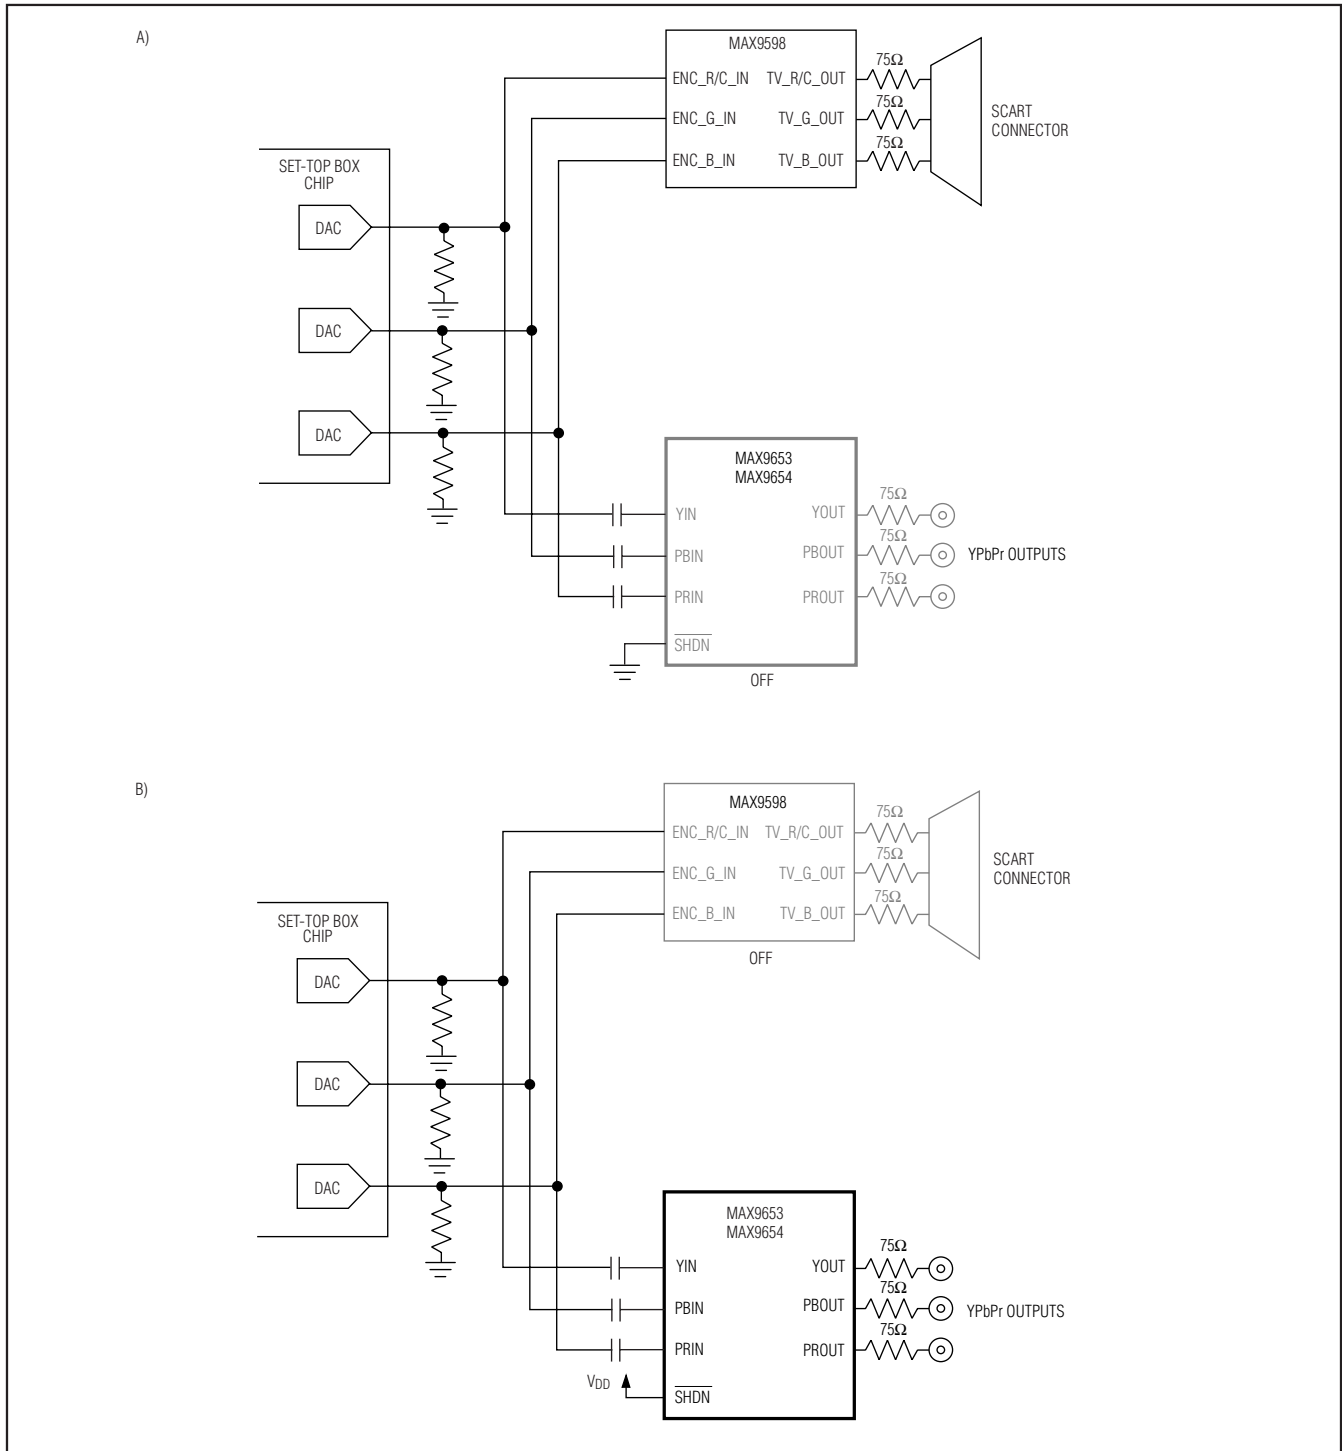 A)
MAX9598
ENC_R/C_IN TV_R/C_OUT 75Ω
ENC_G_IN TV_G_OUT 75Ω
ENC_B_IN TV_B_OUT 75Ω
SCART
CONNECTOR
SET-TOP BOX
CHIP
DAC
DAC
DAC
MAX9653
MAX9654
YIN YOUT 75Ω
PBIN PBOUT 75Ω
PRIN PROUT 75Ω
YPbPr OUTPUTS
SHDN
OFF
B)
MAX9598
ENC_R/C_IN TV_R/C_OUT 75Ω
ENC_G_IN TV_G_OUT 75Ω
ENC_B_IN TV_B_OUT 75Ω
SCART
CONNECTOR
OFF
SET-TOP BOX
CHIP
DAC
DAC
DAC
MAX9653
MAX9654
YIN YOUT 75Ω
PBIN PBOUT 75Ω
PRIN PROUT 75Ω
YPbPr OUTPUTS
VDD
SHDN